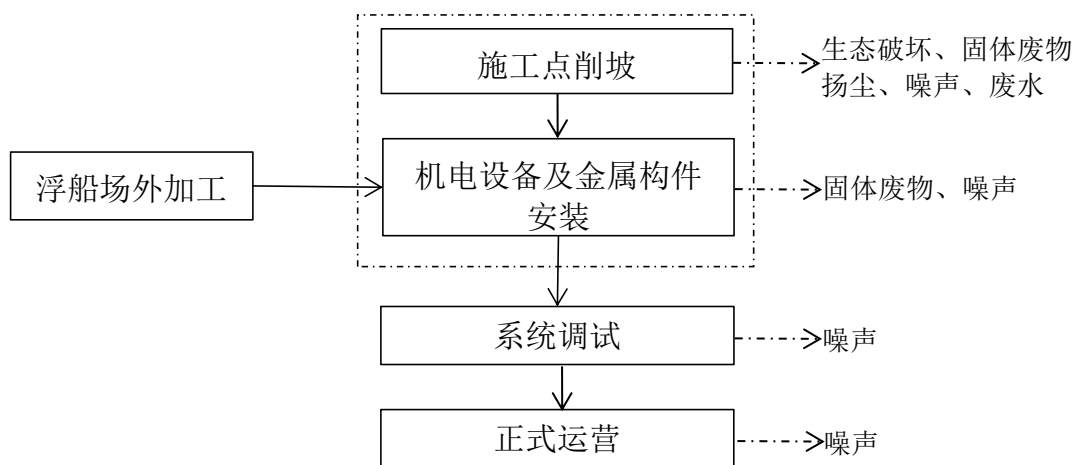 施工点削坡
生态破坏、固体废物
扬尘、噪声、废水
浮船场外加工
机电设备及金属构件
安装
固体废物、噪声
系统调试
噪声
正式运营
噪声